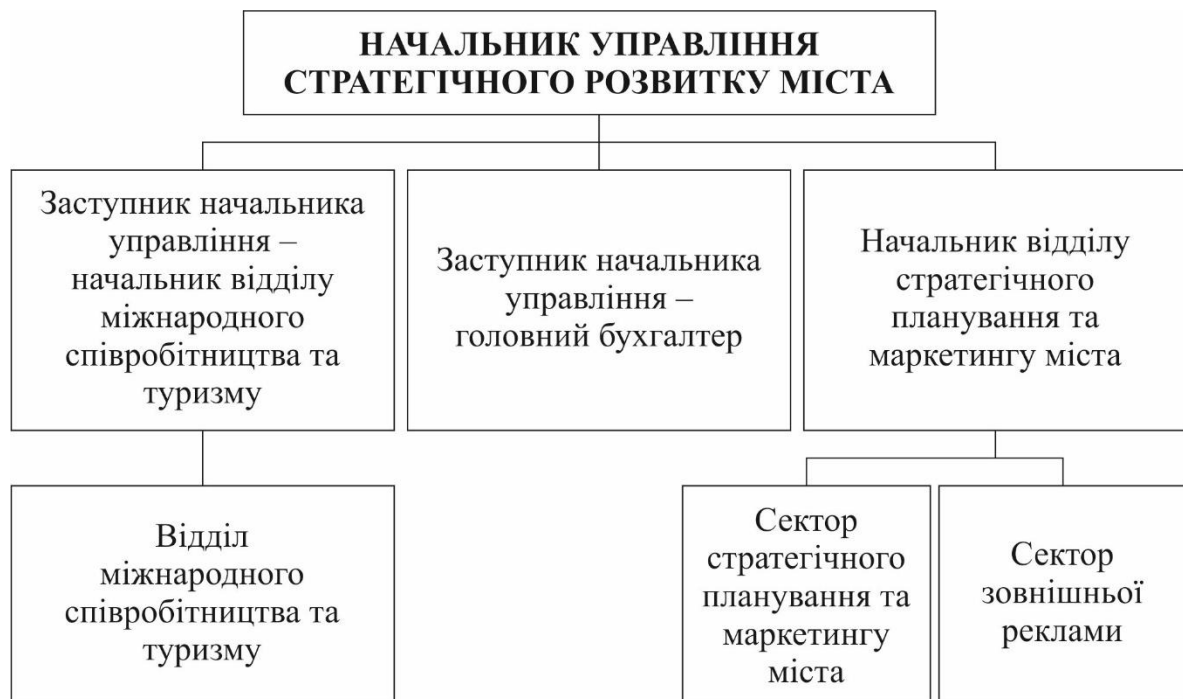 НАЧАЛЬНИК УПРАВЛІННЯ
СТРАТЕГІЧНОГО РОЗВИТКУ МІСТА
Заступник начальника
управління –
начальник відділу
міжнародного
співробітництва та
туризму
Заступник начальника
управління –
головний бухгалтер
Начальник відділу
стратегічного
планування та
маркетингу міста
Відділ
міжнародного
співробітництва та
туризму
Сектор
стратегічного
планування та
маркетингу
міста
Сектор
зовнішньої
реклами